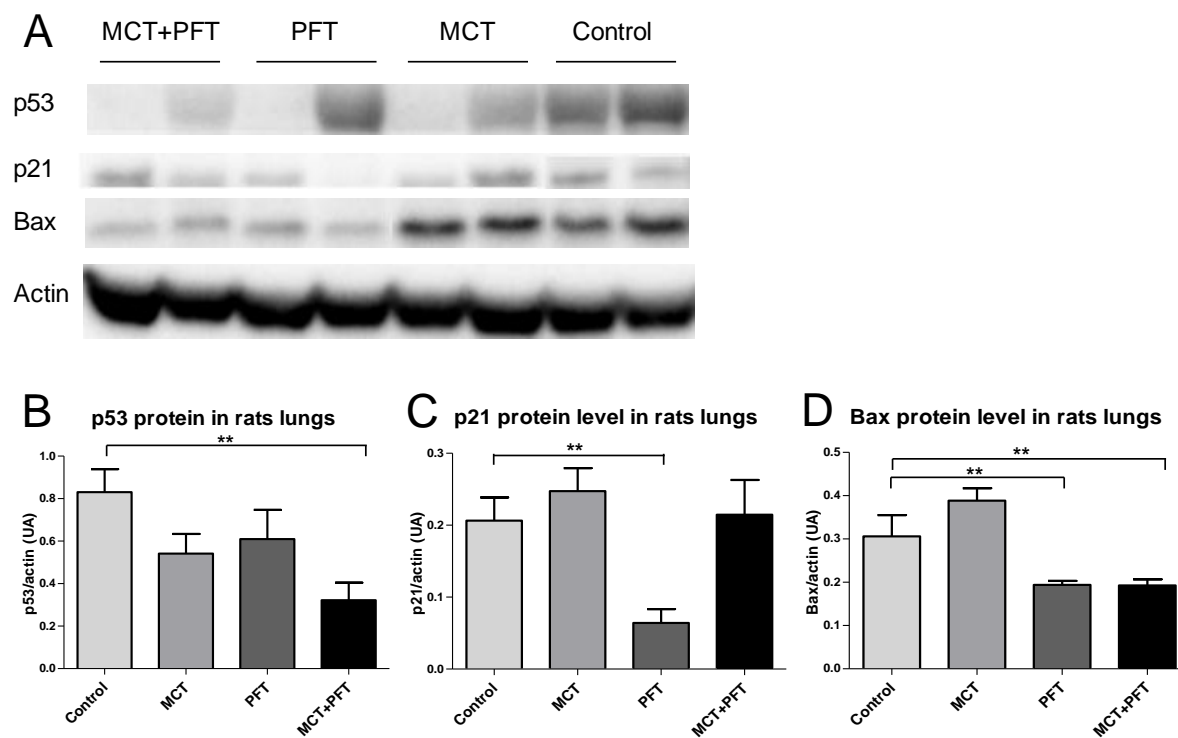 A
MCT+PFT PFT MCT Control
p53
p21
Bax
Actin
B p53 protein in rats lungs
**
p53/actin (UA)
1.0
0.8
0.6
0.4
0.2
0.0
Control MCT PFT MCT+PFT
C p21 protein level in rats lungs
**
p21/actin (UA)
0.3
0.2
0.1
0.0
Control MCT PFT MCT+PFT
D Bax protein level in rats lungs
**
**
Bax/actin (UA)
0.5
0.4
0.3
0.2
0.1
0.0
Control MCT PFT MCT+PFT